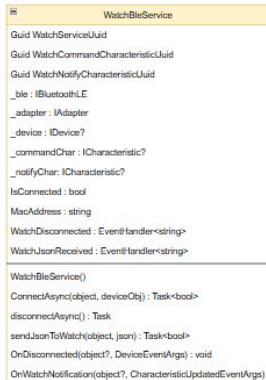 WatchBleService
Guid WatchServiceUuid
Guid WatchCommandCharacteristicUuid
Guid WatchNotifyCharacteristicUuid
_ble : IBluetoothLE
_adapter : IAdapter
_device : IDevice?
_commandChar : ICharacteristic?
_notifyChar: ICharacteristic?
IsConnected : bool
MacAddress : string
WatchDisconnected : EventHandler<string>
WatchJsonReceived : EventHandler<string>
WatchBleService()
ConnectAsync(object, deviceObj) : Task<bool>
disconnectAsync() : Task
sendJsonToWatch(object, json) : Task<bool>
OnDisconnected(object?, DeviceEventArgs) : void
OnWatchNotification(object?, CharacteristicUpdatedEventArgs)